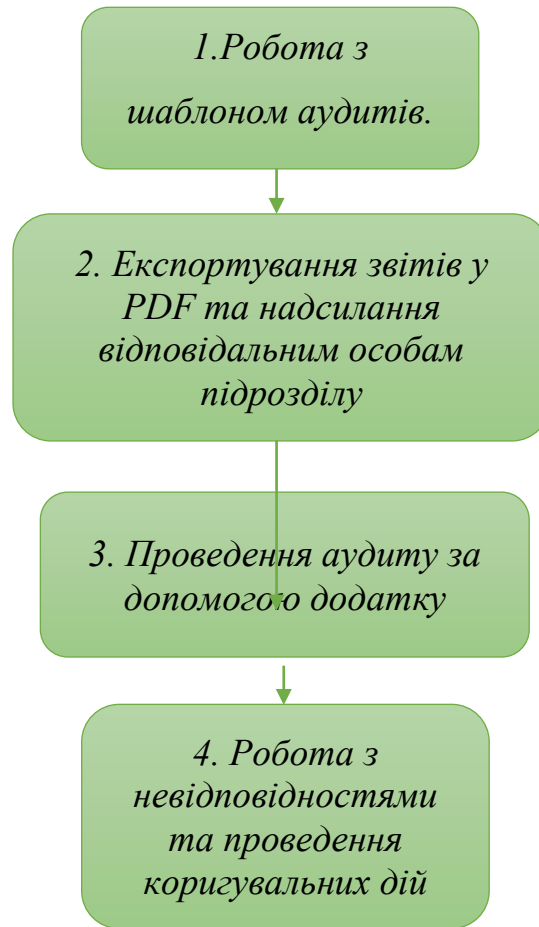 1.Робота з
шаблоном аудитів.
2. Експортування звітів у
PDF та надсилання
відповідальним особам
підрозділу
3. Проведення аудиту за
допомогою додатку
4. Робота з
невідповідностями
та проведення
коригувальних дій